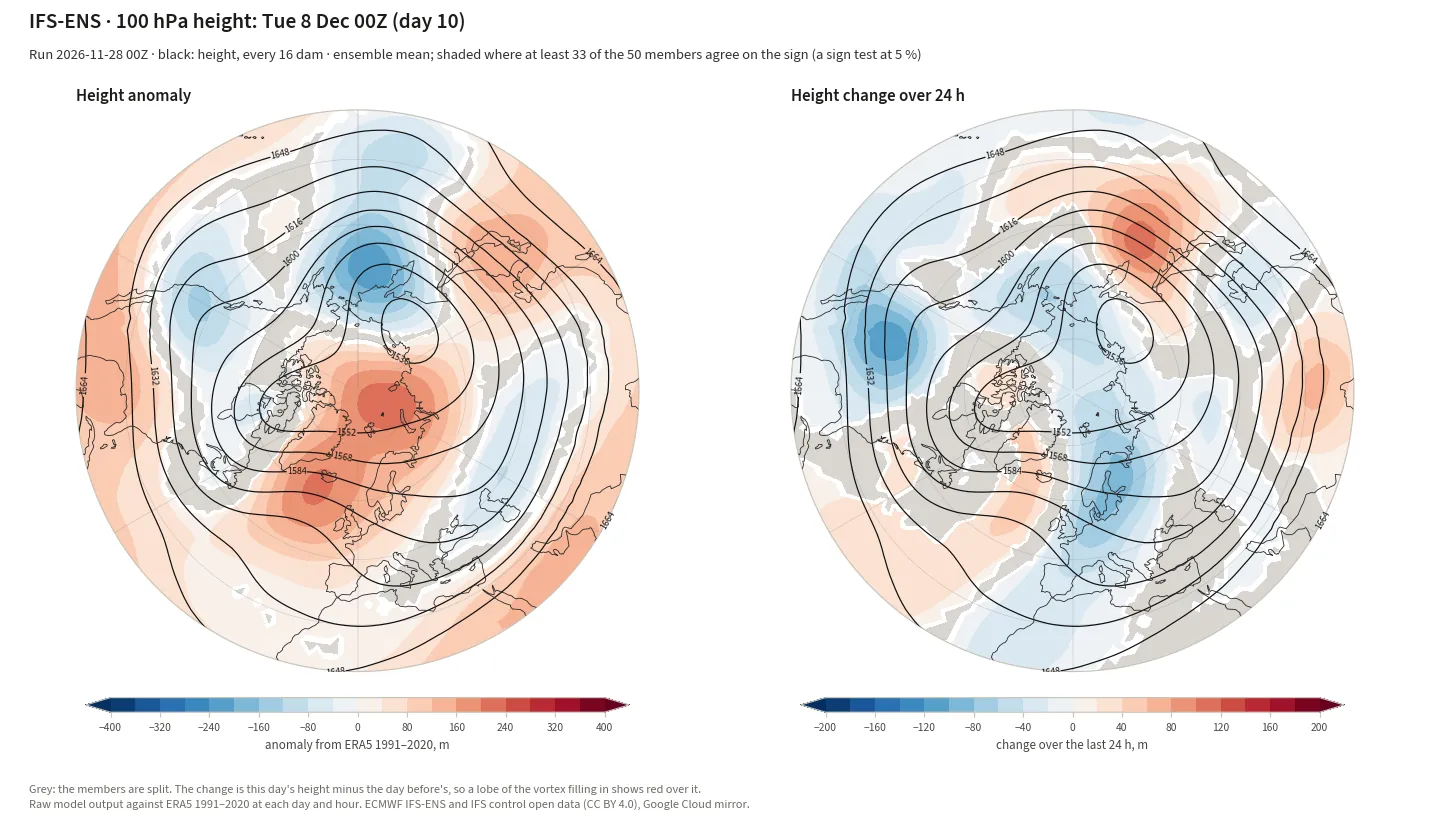 IFS-ENS · 100 hPa height: Tue 8 Dec 00Z (day 10)
Run 2026-11-28 00Z · black: height, every 16 dam · ensemble mean; shaded where at least 33 of the 50 members agree on the sign (a sign test at 5 %)
Height anomaly
Height change over 24 h
1648
1616
1600
1664
1536
1664
1632
1552
1568
1584
1664
1648
1648
1616
1600
1664
1536
1664
1632
1552
1568
1584
1664
1648
−400 −320 −240 −160 −80 0 80 160 240 320 400
anomaly from ERA5 1991–2020, m
−200 −160 −120 −80 −40 0 40 80 120 160 200
change over the last 24 h, m
Grey: the members are split. The change is this day's height minus the day before's, so a lobe of the vortex filling in shows red over it.
Raw model output against ERA5 1991–2020 at each day and hour. ECMWF IFS-ENS and IFS control open data (CC BY 4.0), Google Cloud mirror.